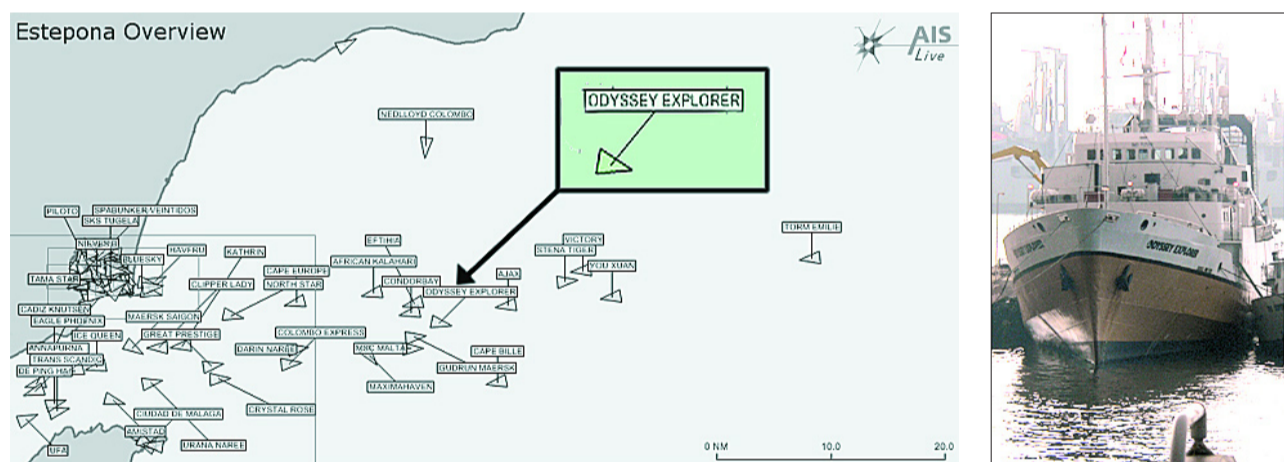 Estepona Overview
AIS
Live
ODYSSEY EXPLORER
NEDLLOYD COLOMBO
PILOTO
SPABUNKER VEINTIDOS
SKS TUGELA
HAVERU
KATHRIN
BLUESKY
TAMA STAR
CAPE EUROPE
CLIPPER LADY
NORTH STAR
EFTIHIA
AFRICAN KALAHARI
CONDORBAY
ODYSSEY EXPLORER
AJAX
VICTORY
STENA TIGER
YOU XUAN
TORM EMILIE
CADIZ KNUTSEN
EAGLE PHOENIX
MAERSK SAIGON
ICE QUEEN
GREAT PRESTIGE
COLOMBO EXPRESS
ANNAPURNA
TRANS SCANDIC
DARIN NAREE
MALTA
CAPE BILLE
DE PING HAI
GUDRUN MAERSK
MAXIMAHAVEN
CIUDAD DE MALAGA
CRYSTAL ROSE
AMISTAD
URANA NAREE
UFA
0 NM
10.0
20.0
ODYSSEY EXPLORER